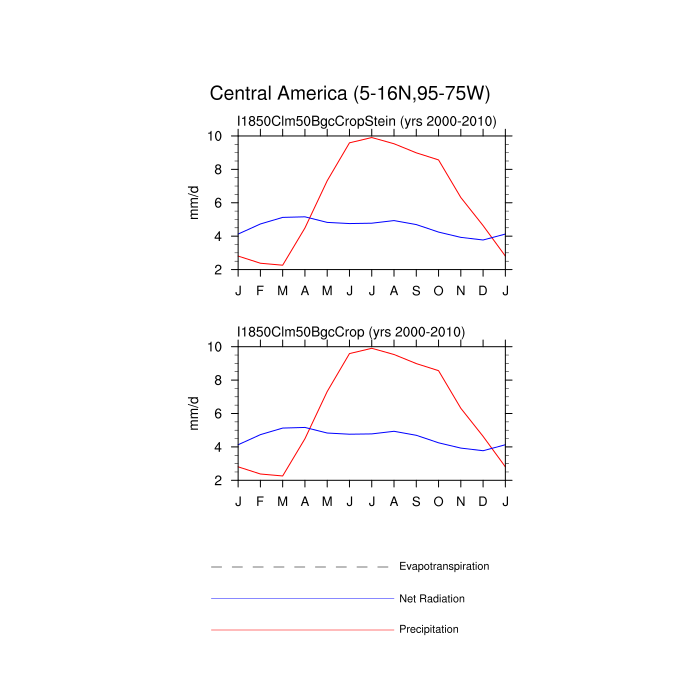 Central America (5-16N,95-75W)
I1850Clm50BgcCropStein (yrs 2000-2010)
10
8
6
4
2
mm/d
J F M A M J J A S O N D J
I1850Clm50BgcCrop (yrs 2000-2010)
10
8
6
4
2
mm/d
J F M A M J J A S O N D J
Evapotranspiration
Net Radiation
Precipitation